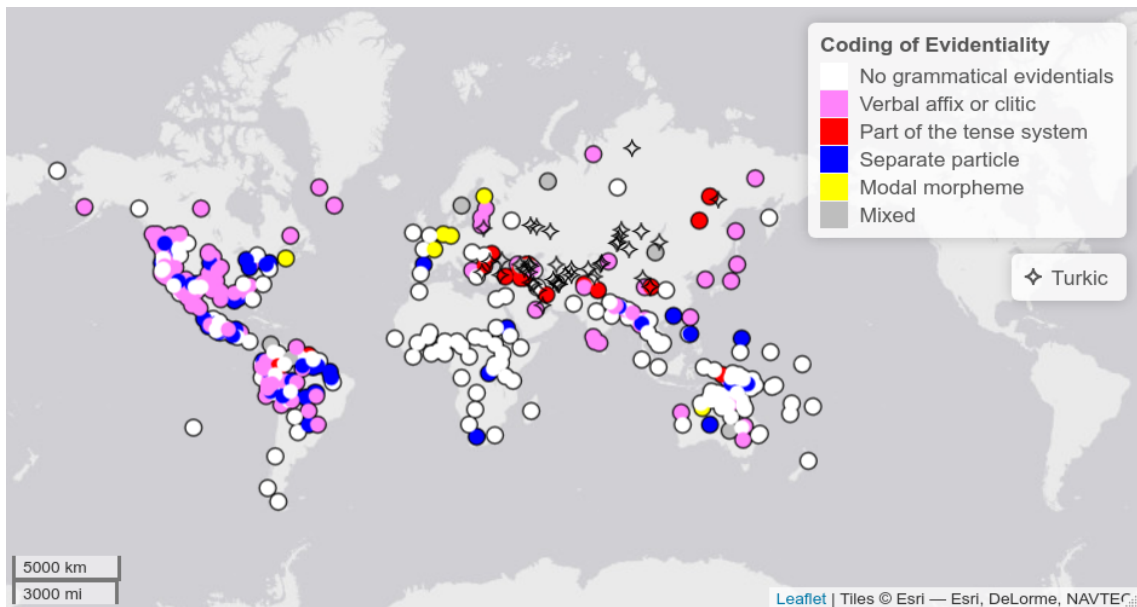 Coding of Evidentiality
No grammatical evidentials
Verbal affix or clitic
Part of the tense system
Separate particle
Modal morpheme
Mixed
Turkic
5000 km
3000 mi
Leaflet | Tiles © Esri — Esri, DeLorme, NAVTEQ